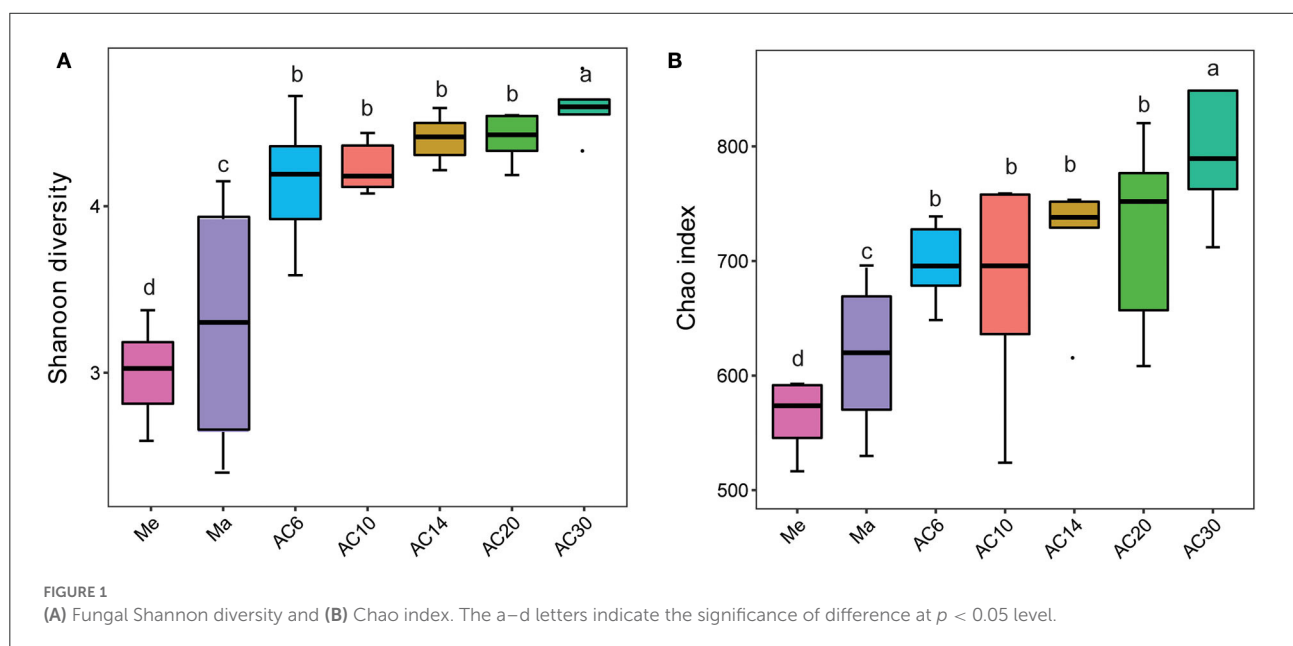 A
Shanoon diversity
4
3
d
c
b
b
b
b
a
Me
Ma
AC6
AC10
AC14
AC20
AC30
B
Chao index
800
700
600
500
d
c
b
b
b
b
a
Me
Ma
AC6
AC10
AC14
AC20
AC30
FIGURE 1
(A) Fungal Shannon diversity and (B) Chao index. The a–d letters indicate the significance of difference at p < 0.05 level.